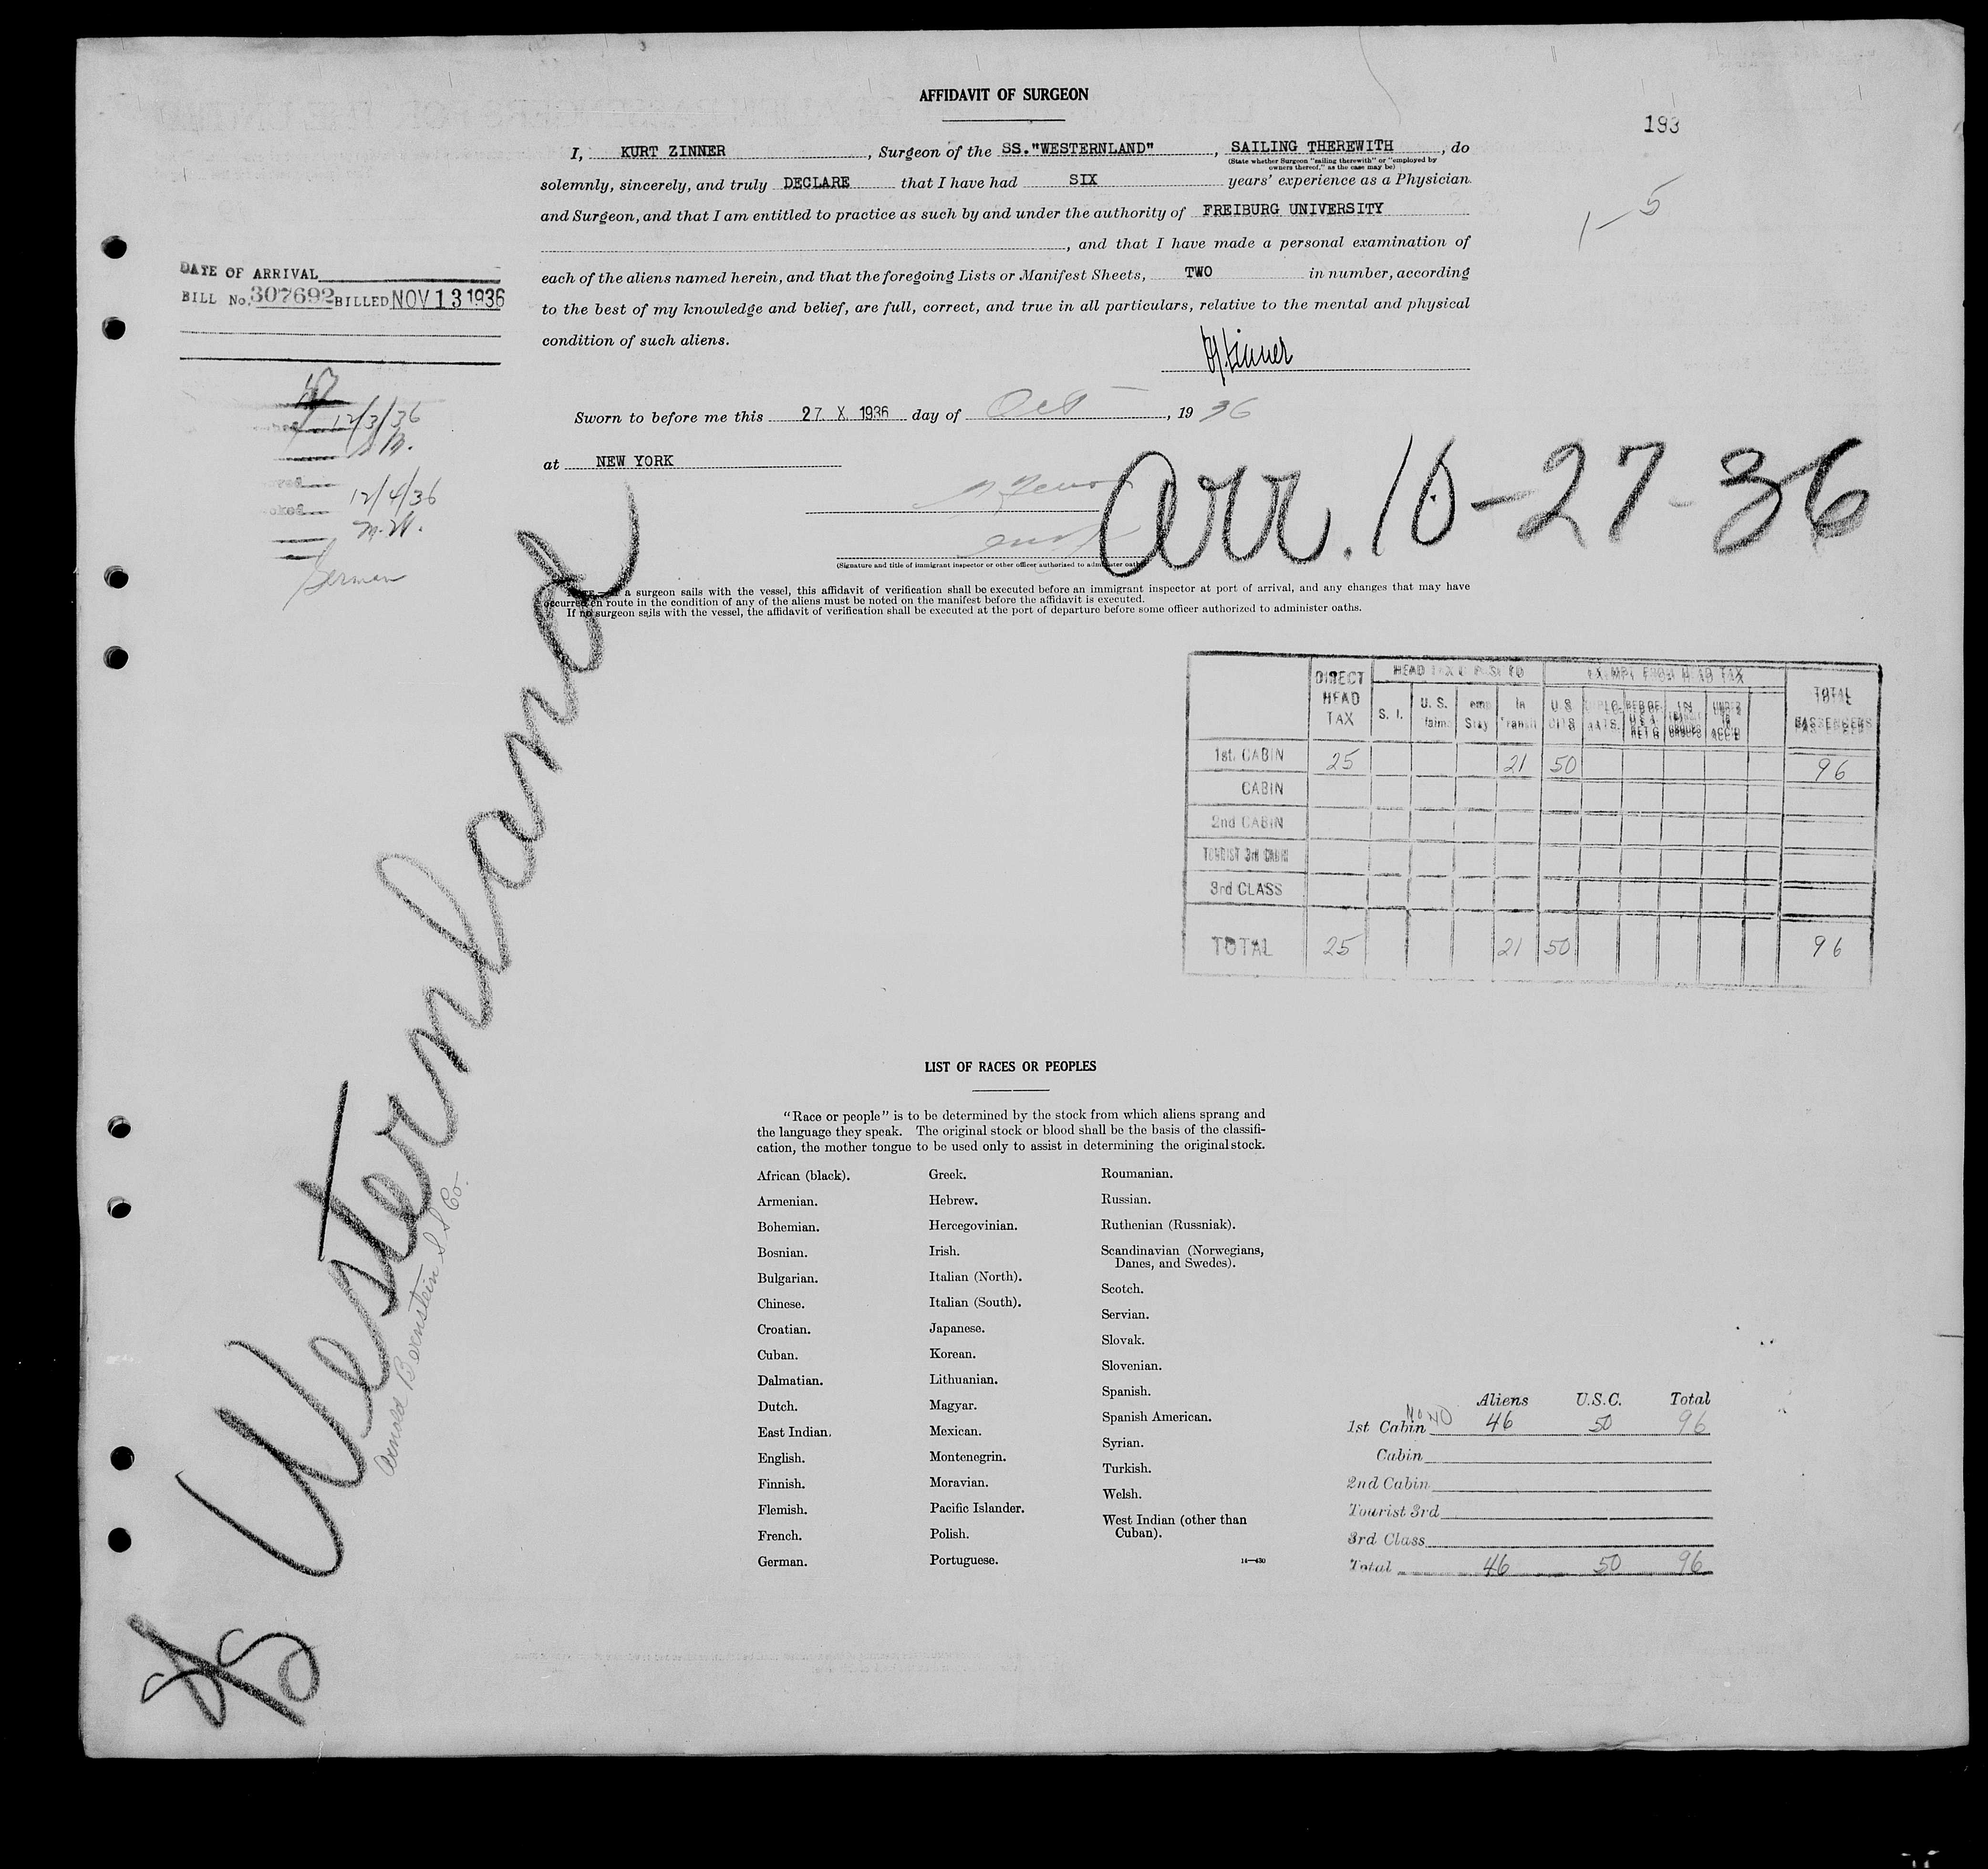 AFFIDAVIT OF SURGEON
193
I, KURT ZINNER, Surgeon of the SS."WESTERNLAND", SAILING THEREWITH, do
(State whether Surgeon "sailing therewith" or "employed by
owners thereof," as the case may be)
solemnly, sincerely, and truly DECLARE that I have had SIX years' experience as a Physician
and Surgeon, and that I am entitled to practice as such by and under the authority of FREIBURG UNIVERSITY
, and that I have made a personal examination of
each of the aliens named herein, and that the foregoing Lists or Manifest Sheets, TWO in number, according
to the best of my knowledge and belief, are full, correct, and true in all particulars, relative to the mental and physical
condition of such aliens.
1-5
DATE OF ARRIVAL
BILL No. 307692 BILLED NOV 13 1936
Zinner
12/3/36
12/4/36
German
Sworn to before me this 27 X 1936 day of Oct, 19 36
at NEW YORK
arr. 10-27-36
(Signature and title of immigrant inspector or other officer authorized to administer oaths)
a surgeon sails with the vessel, this affidavit of verification shall be executed before an immigrant inspector at port of arrival, and any changes that may have
occurred en route in the condition of any of the aliens must be noted on the manifest before the affidavit is executed.
If no surgeon sails with the vessel, the affidavit of verification shall be executed at the port of departure before some officer authorized to administer oaths.
Westernland
Arnold Bernstein S S Co.
DIRECT HEAD TAX
S. I.
U. S.
Stay
In Transit
U S CITS
TOTAL PASSENGERS
1st. CABIN 25 21 50 96
CABIN
2nd CABIN
TOURIST 3rd CABIN
3rd CLASS
TOTAL 25 21 50 96
LIST OF RACES OR PEOPLES
"Race or people" is to be determined by the stock from which aliens sprang and
the language they speak. The original stock or blood shall be the basis of the classifi-
cation, the mother tongue to be used only to assist in determining the original stock.
African (black).
Armenian.
Bohemian.
Bosnian.
Bulgarian.
Chinese.
Croatian.
Cuban.
Dalmatian.
Dutch.
East Indian.
English.
Finnish.
Flemish.
French.
German.
Greek.
Hebrew.
Hercegovinian.
Irish.
Italian (North).
Italian (South).
Japanese.
Korean.
Lithuanian.
Magyar.
Mexican.
Montenegrin.
Moravian.
Pacific Islander.
Polish.
Portuguese.
Roumanian.
Russian.
Ruthenian (Russniak).
Scandinavian (Norwegians,
Danes, and Swedes).
Scotch.
Servian.
Slovak.
Slovenian.
Spanish.
Spanish American.
Syrian.
Turkish.
Welsh.
West Indian (other than
Cuban).
14—430
Aliens U.S.C. Total
1st Cabin 46 50 96
Cabin
2nd Cabin
Tourist 3rd
3rd Class
Total 46 50 96